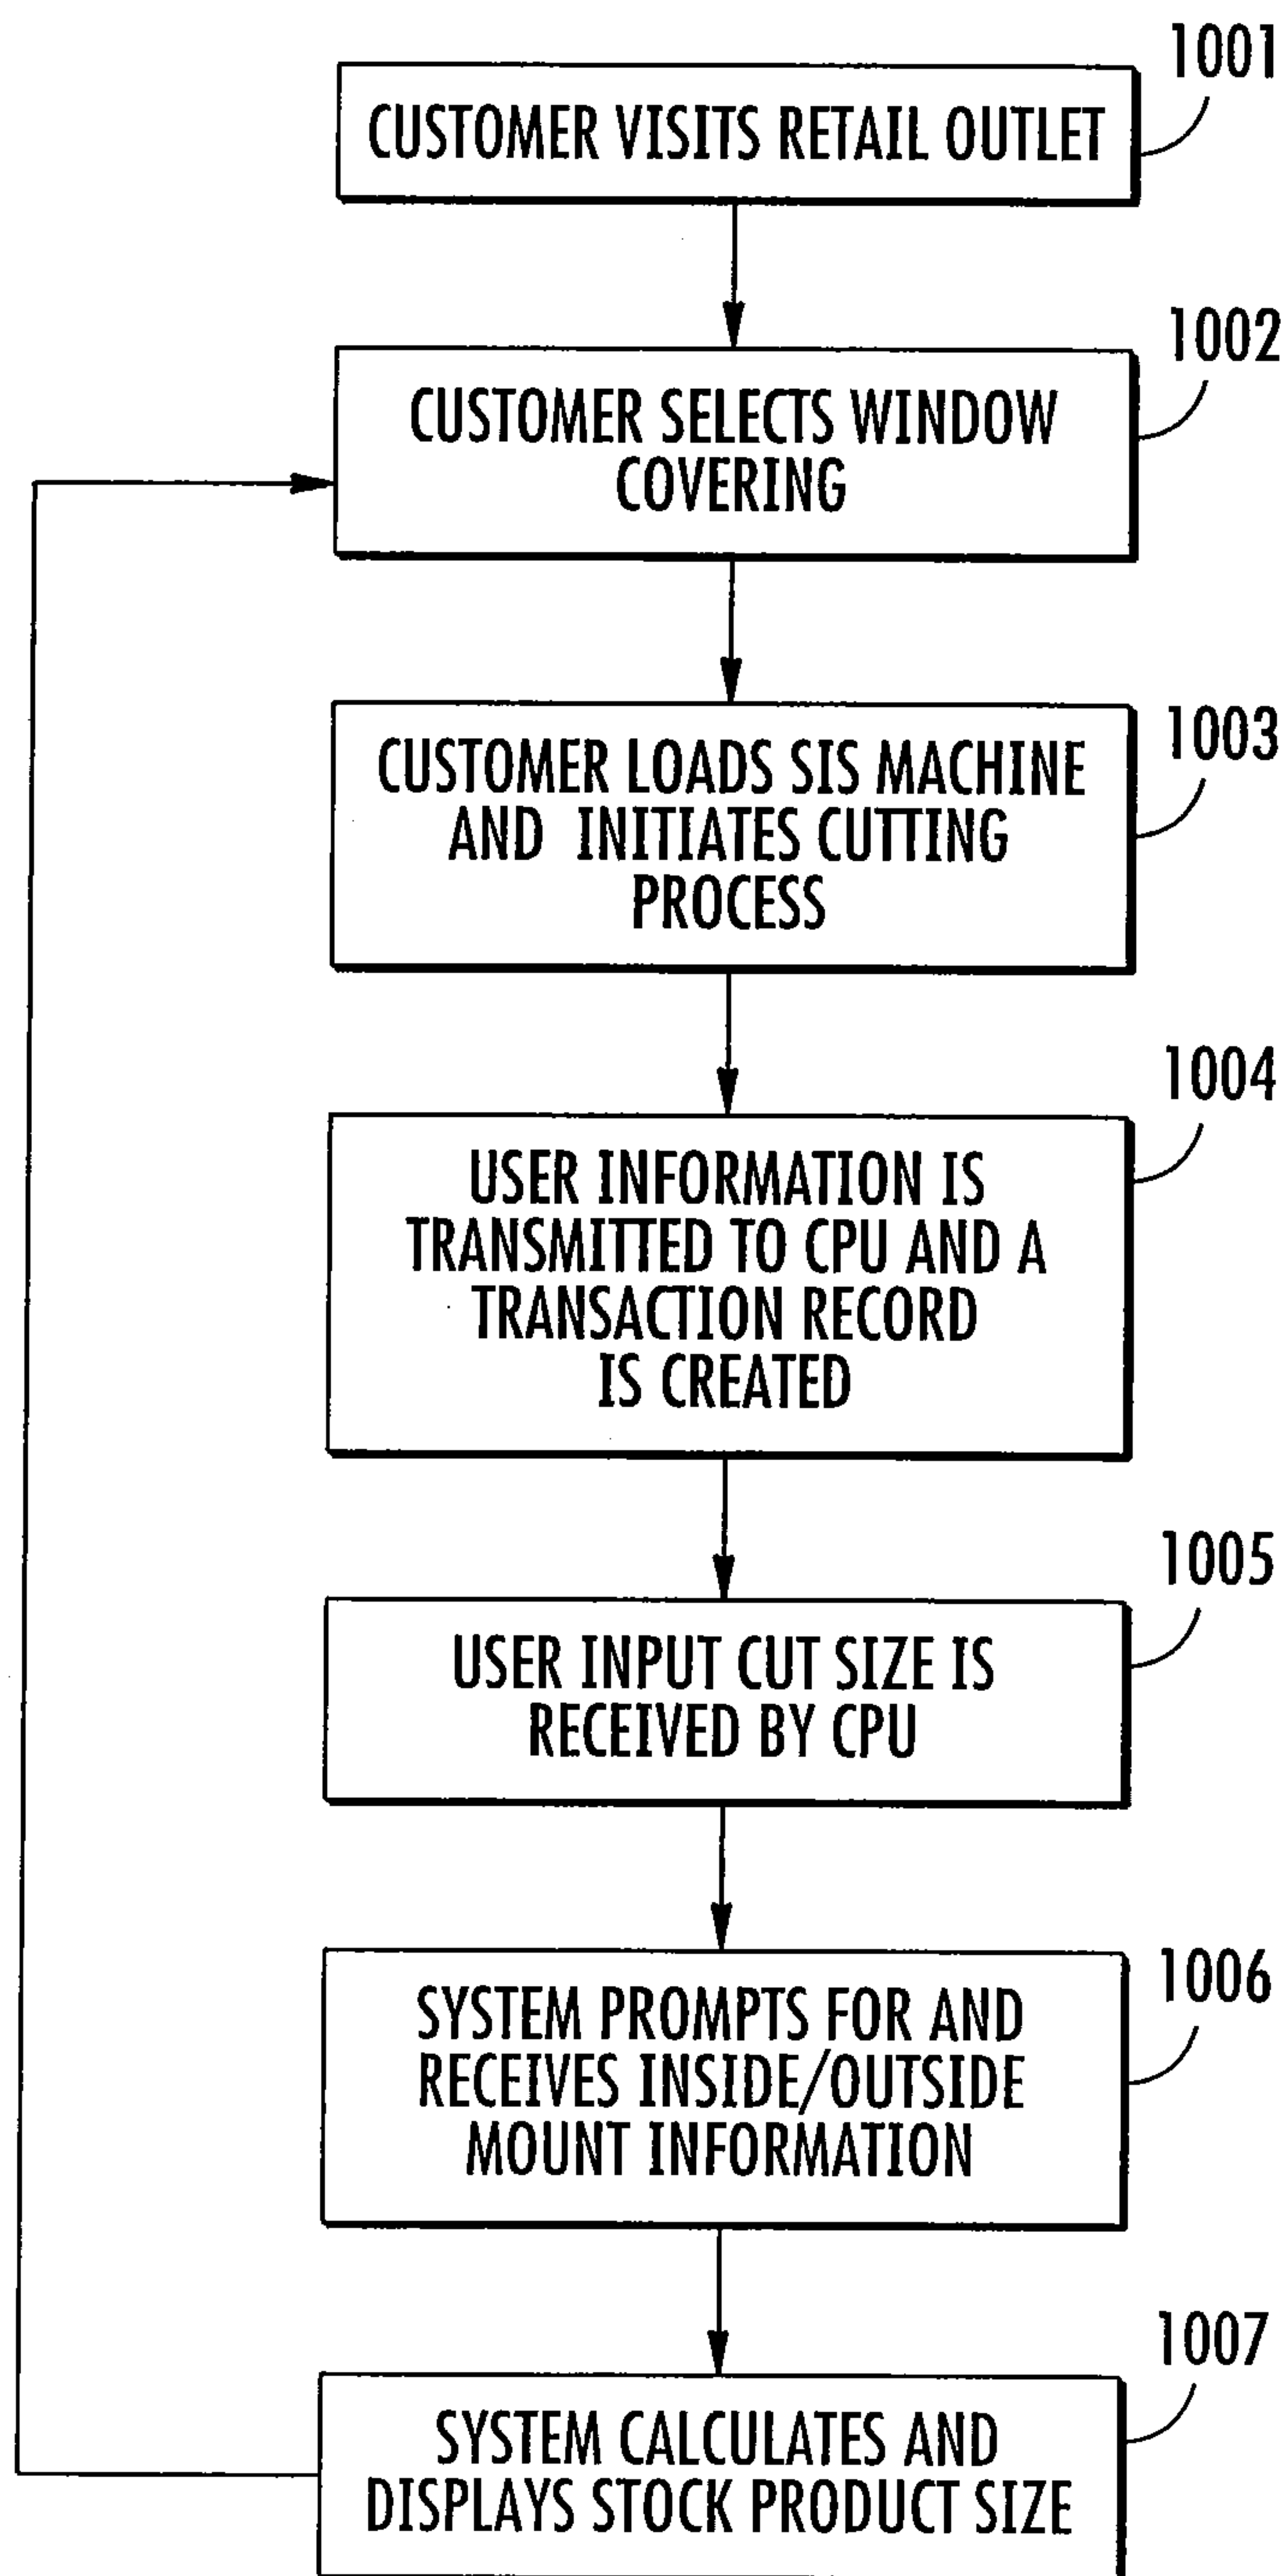 1001
CUSTOMER VISITS RETAIL OUTLET
1002
CUSTOMER SELECTS WINDOW
COVERING
1003
CUSTOMER LOADS SIS MACHINE
AND INITIATES CUTTING
PROCESS
1004
USER INFORMATION IS
TRANSMITTED TO CPU AND A
TRANSACTION RECORD
IS CREATED
1005
USER INPUT CUT SIZE IS
RECEIVED BY CPU
1006
SYSTEM PROMPTS FOR AND
RECEIVES INSIDE/OUTSIDE
MOUNT INFORMATION
1007
SYSTEM CALCULATES AND
DISPLAYS STOCK PRODUCT SIZE